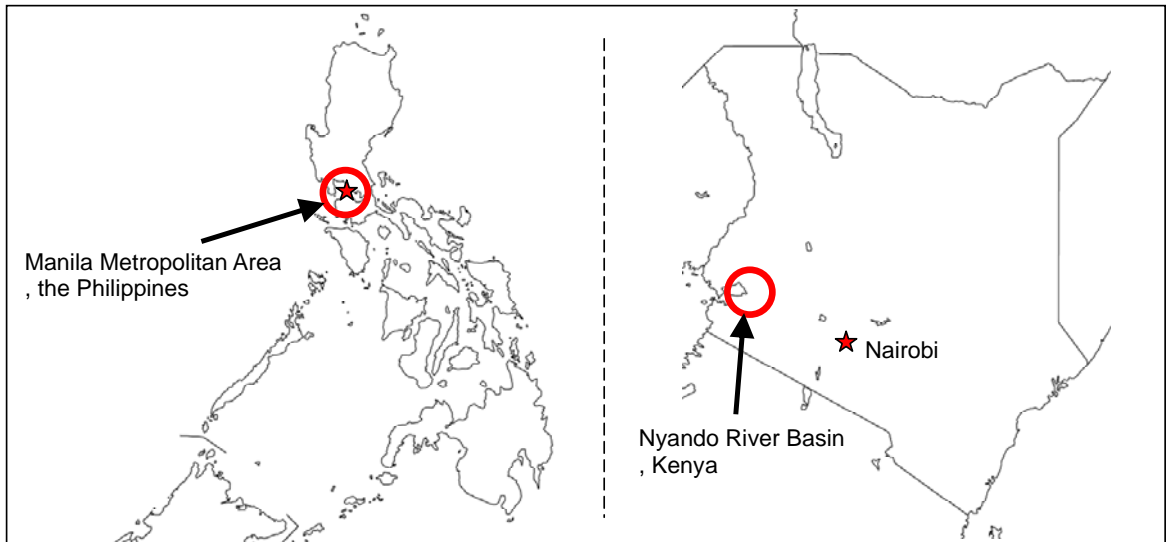 Manila Metropolitan Area
, the Philippines
Nairobi
Nyando River Basin
, Kenya